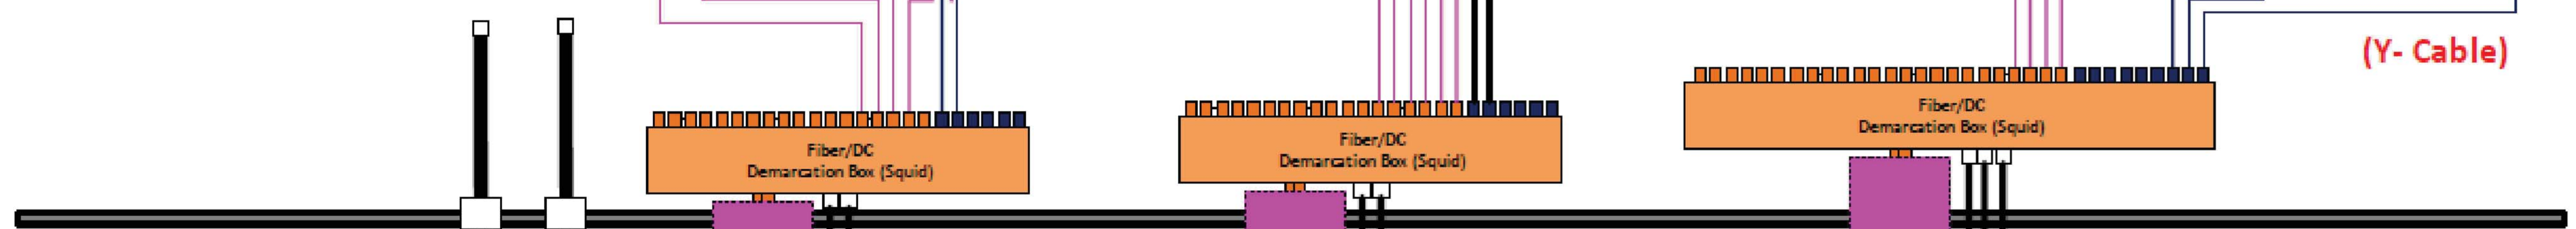 (Y- Cable)
Fiber/DC
Demarcation Box (Squid)
Fiber/DC
Demarcation Box (Squid)
Fiber/DC
Demarcation Box (Squid)